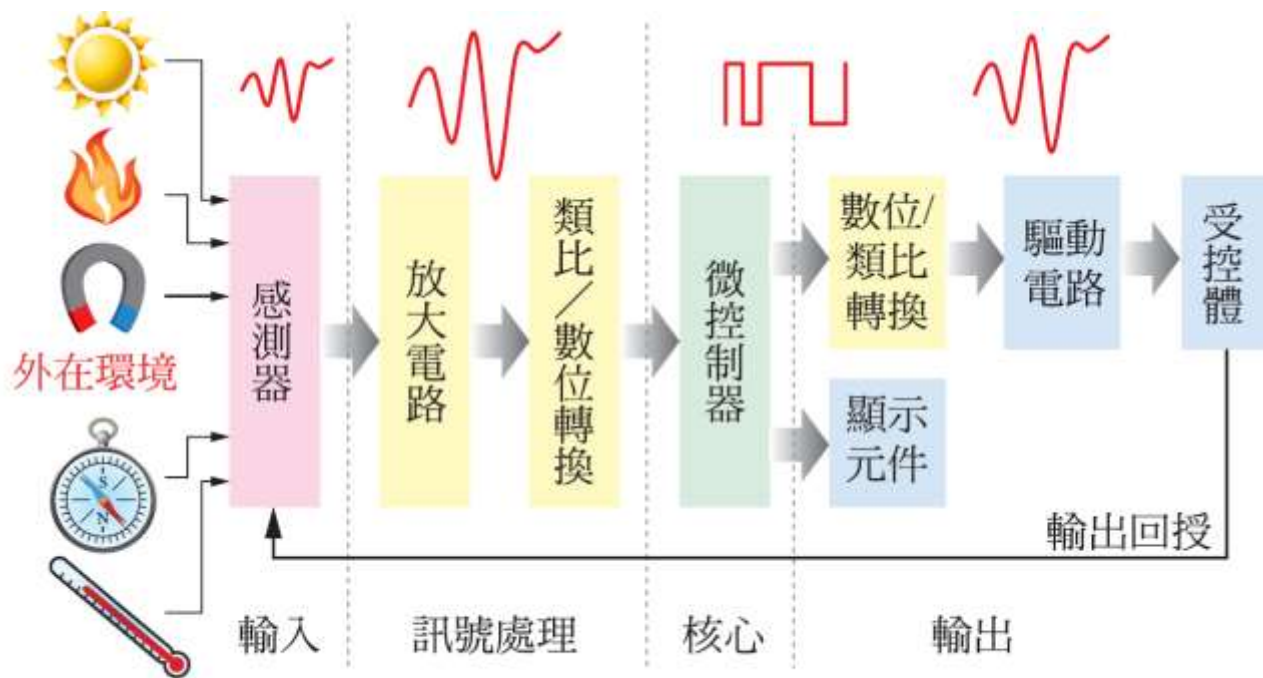 外在環境
S
N
感測器
放大電路
類比/數位轉換
微控制器
數位/
類比
轉換
驅動
電路
受控體
顯示
元件
輸出回授
輸入
訊號處理
核心
輸出